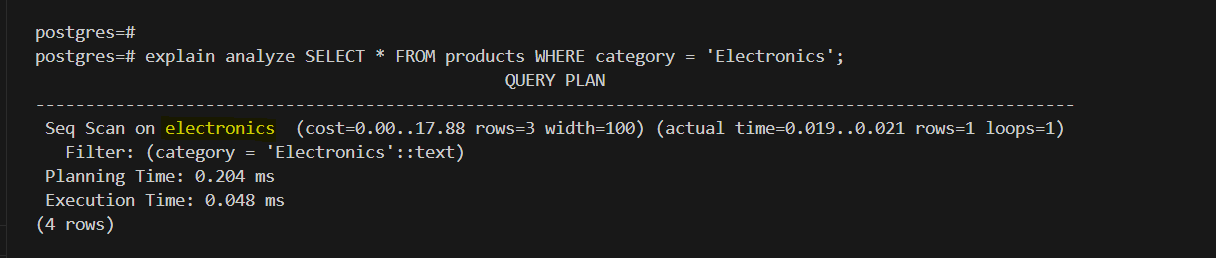 postgres=#
postgres=# explain analyze SELECT * FROM products WHERE category = 'Electronics';
QUERY PLAN
--------------------------------------------------------------------------------------------------------
Seq Scan on electronics  (cost=0.00..17.88 rows=3 width=100) (actual time=0.019..0.021 rows=1 loops=1)
Filter: (category = 'Electronics'::text)
Planning Time: 0.204 ms
Execution Time: 0.048 ms
(4 rows)